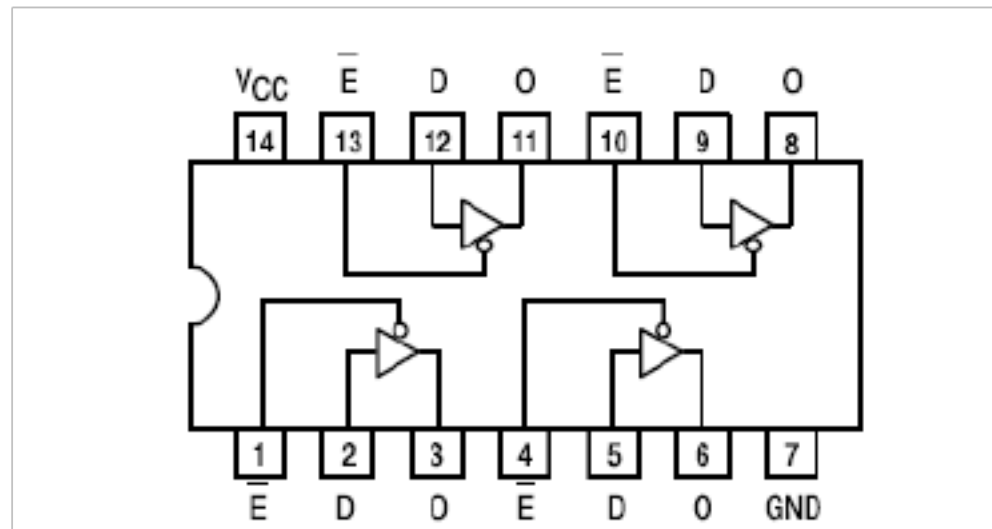 VCC E̅ D O E̅ D O
14 13 12 11 10 9 8
1 2 3 4 5 6 7
E̅ D O E̅ D O GND